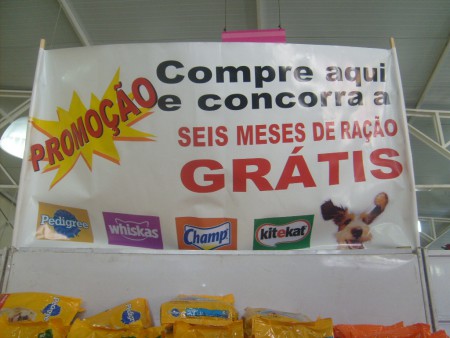 PROMOÇÃO
Compre aqui
e concorra a
SEIS MESES DE RAÇÃO
GRÁTIS
Pedigree
whiskas
Champ
kitekat